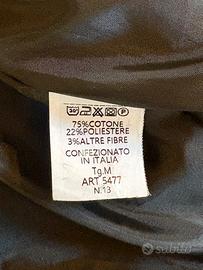 75%COTONE
22%POLIESTERE
3%ALTRE FIBRE
CONFEZIONATO
IN ITALIA
Tg.M
ART 5477
N.13
subito